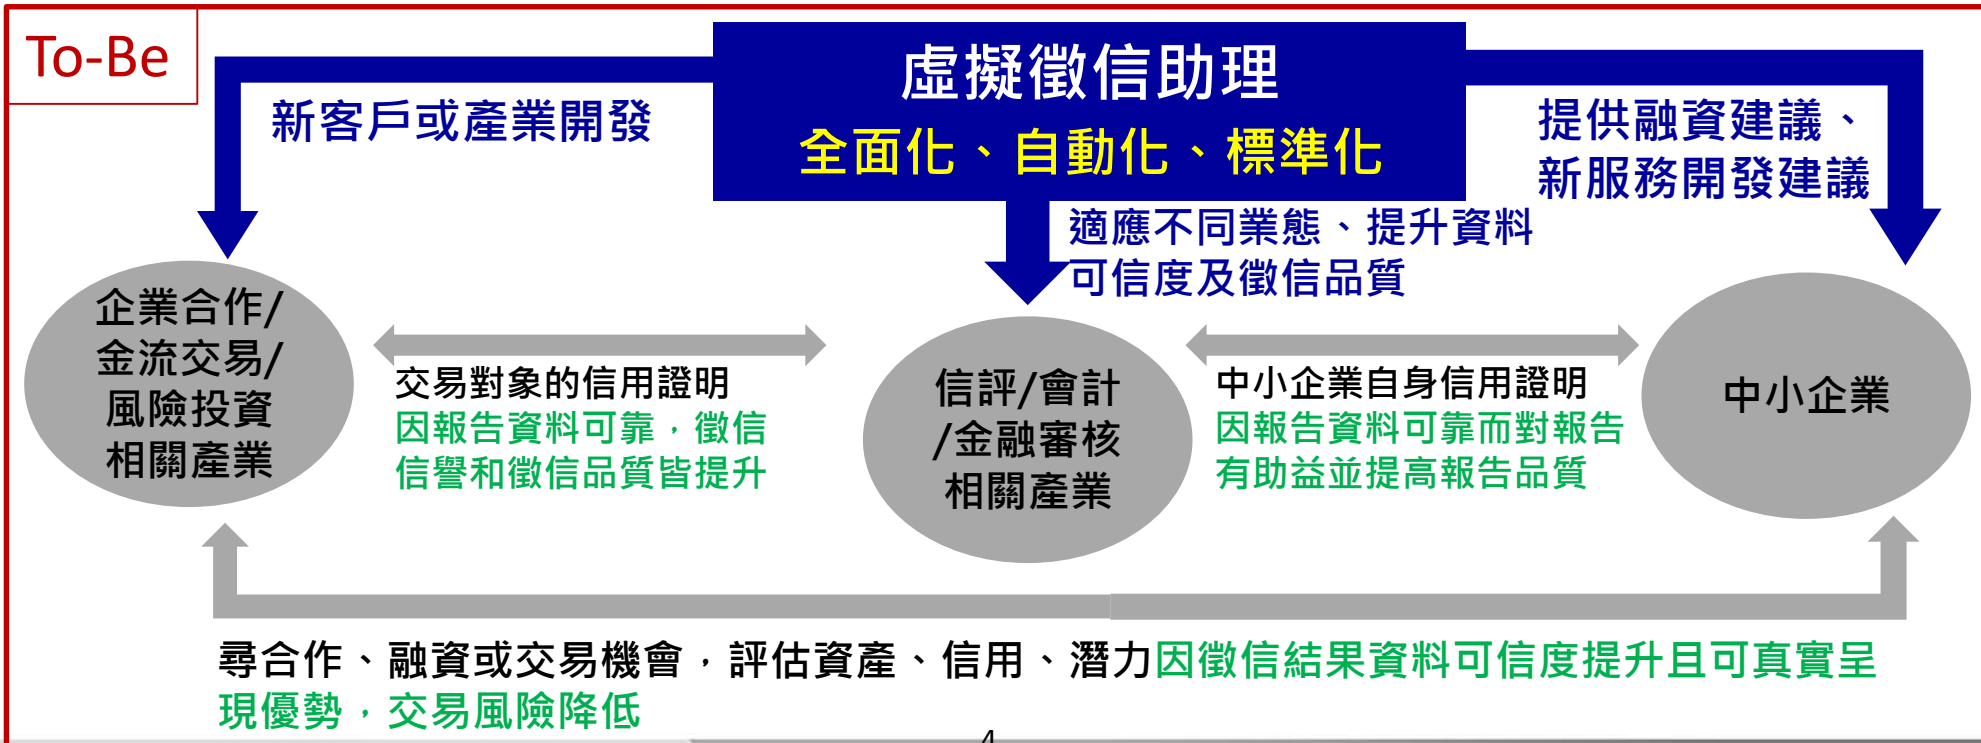 To-Be
虛擬徵信助理
全面化、自動化、標準化
新客戶或產業開發
提供融資建議、
新服務開發建議
適應不同業態、提升資料
可信度及徵信品質
企業合作/
金流交易/
風險投資
相關產業
交易對象的信用證明
因報告資料可靠，徵信
信譽和徵信品質皆提升
信評/會計
/金融審核
相關產業
中小企業自身信用證明
因報告資料可靠而對報告
有助益並提高報告品質
中小企業
尋合作、融資或交易機會，評估資產、信用、潛力因徵信結果資料可信度提升且可真實呈
現優勢，交易風險降低
4